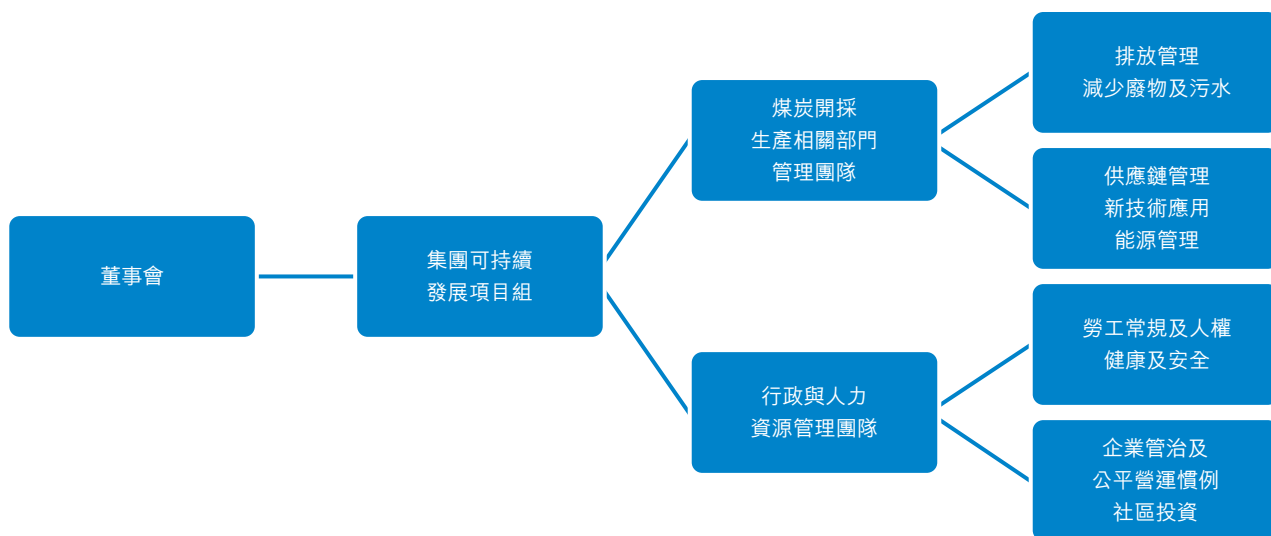 董事會
集團可持續
發展項目組
煤炭開採
生產相關部門
管理團隊
行政與人力
資源管理團隊
排放管理
減少廢物及污水
供應鏈管理
新技術應用
能源管理
勞工常規及人權
健康及安全
企業管治及
公平營運慣例
社區投資